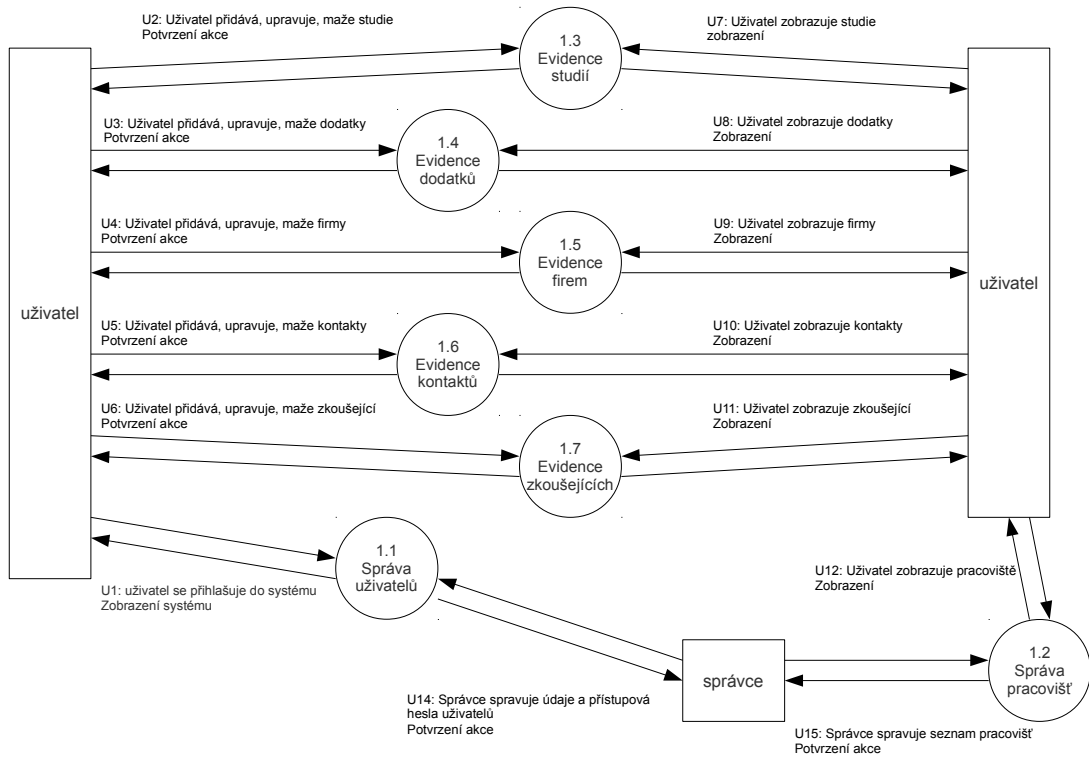 U2: Uživatel přidává, upravuje, maže studie
Potvrzení akce
1.3
Evidence
studií
U7: Uživatel zobrazuje studie
zobrazení
U3: Uživatel přidává, upravuje, maže dodatky
Potvrzení akce
1.4
Evidence
dodatků
U8: Uživatel zobrazuje dodatky
Zobrazení
U4: Uživatel přidává, upravuje, maže firmy
Potvrzení akce
1.5
Evidence
firem
U9: Uživatel zobrazuje firmy
Zobrazení
uživatel
uživatel
U5: Uživatel přidává, upravuje, maže kontakty
Potvrzení akce
1.6
Evidence
kontaktů
U10: Uživatel zobrazuje kontakty
Zobrazení
U6: Uživatel přidává, upravuje, maže zkoušející
Potvrzení akce
1.7
Evidence
zkoušejících
U11: Uživatel zobrazuje zkoušející
Zobrazení
1.1
Správa
uživatelů
U1: uživatel se přihlašuje do systému
Zobrazení systému
U12: Uživatel zobrazuje pracoviště
Zobrazení
1.2
Správa
pracovišť
správce
U14: Správce spravuje údaje a přístupová
hesla uživatelů
Potvrzení akce
U15: Správce spravuje seznam pracovišť
Potvrzení akce